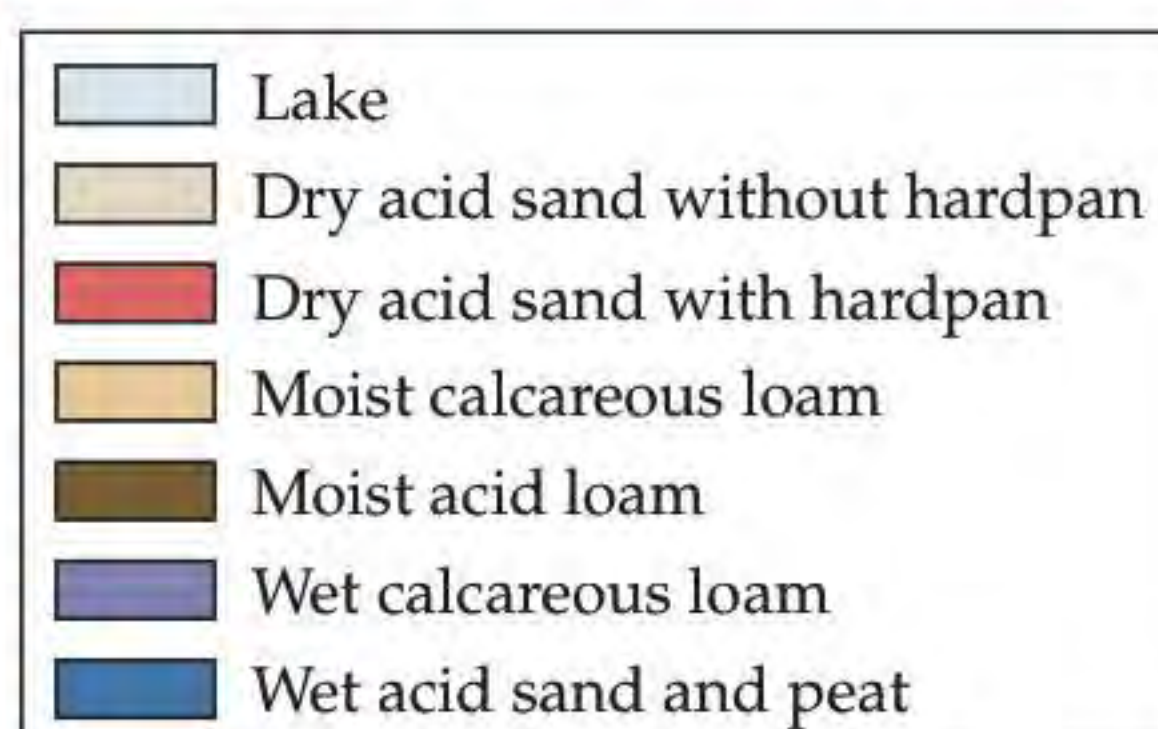 Lake
Dry acid sand without hardpan
Dry acid sand with hardpan
Moist calcareous loam
Moist acid loam
Wet calcareous loam
Wet acid sand and peat